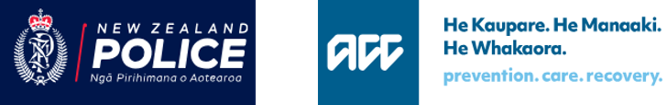 NEW ZEALAND
POLICE
Ngā Pirihimana o Aotearoa
acc
He Kaupare. He Manaaki.
He Whakaora.
prevention. care. recovery.